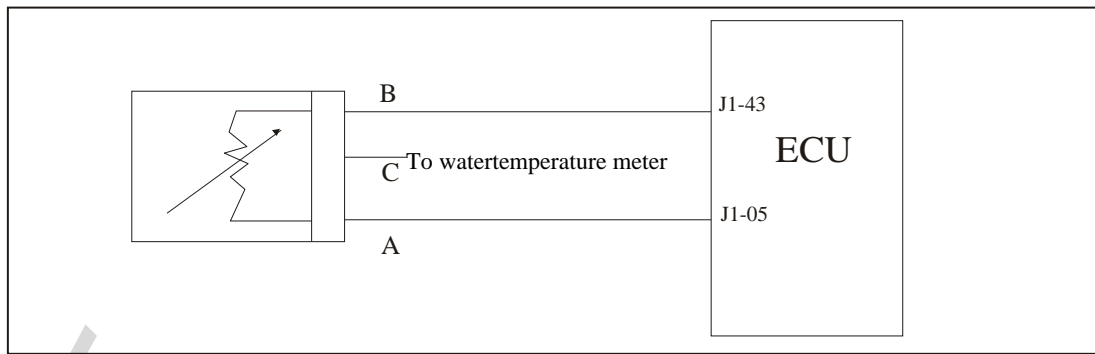 B
J1-43
ECU
C To watertemperature meter
J1-05
A